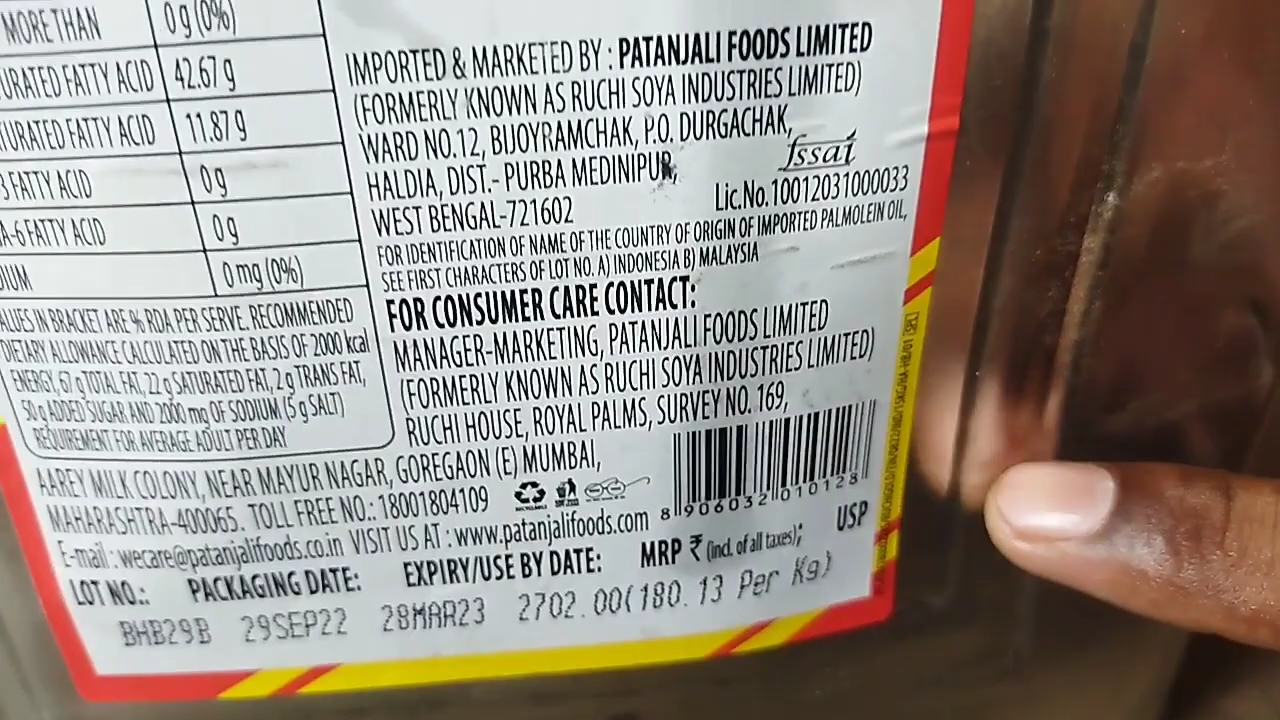 MORE THAN 0 g (0%)
URATED FATTY ACID 42.67 g
TURATED FATTY ACID 11.87 g
3 FATTY ACID 0 g
A-6 FATTY ACID 0 g
DIUM 0 mg (0%)
ALUES IN BRACKET ARE % RDA PER SERVE. RECOMMENDED
DIETARY ALLOWANCE CALCULATED ON THE BASIS OF 2000 kcal
ENERGY, 67 g TOTAL FAT, 22 g SATURATED FAT, 2 g TRANS FAT,
50 g ADDED SUGAR AND 2000 mg OF SODIUM (5 g SALT)
REQUIREMENT FOR AVERAGE ADULT PER DAY
IMPORTED & MARKETED BY : PATANJALI FOODS LIMITED
(FORMERLY KNOWN AS RUCHI SOYA INDUSTRIES LIMITED)
WARD NO.12, BIJOYRAMCHAK, P.O. DURGACHAK,
HALDIA, DIST.- PURBA MEDINIPUR,
WEST BENGAL-721602
fssai
Lic.No.10012031000033
FOR IDENTIFICATION OF NAME OF THE COUNTRY OF ORIGIN OF IMPORTED PALMOLEIN OIL,
SEE FIRST CHARACTERS OF LOT NO. A) INDONESIA B) MALAYSIA
FOR CONSUMER CARE CONTACT:
MANAGER-MARKETING, PATANJALI FOODS LIMITED
(FORMERLY KNOWN AS RUCHI SOYA INDUSTRIES LIMITED)
RUCHI HOUSE, ROYAL PALMS, SURVEY NO. 169,
AAREY MILK COLONY, NEAR MAYUR NAGAR, GOREGAON (E) MUMBAI,
MAHARASHTRA-400065. TOLL FREE NO.: 18001804109
E-mail : wecare@patanjalifoods.co.in VISIT US AT : www.patanjalifoods.com
8 906032 010128
LOT NO.: PACKAGING DATE: EXPIRY/USE BY DATE: MRP ₹ (incl. of all taxes); USP
BHB29B 29SEP22 28MAR23 2702.00(180.13 Per Kg)